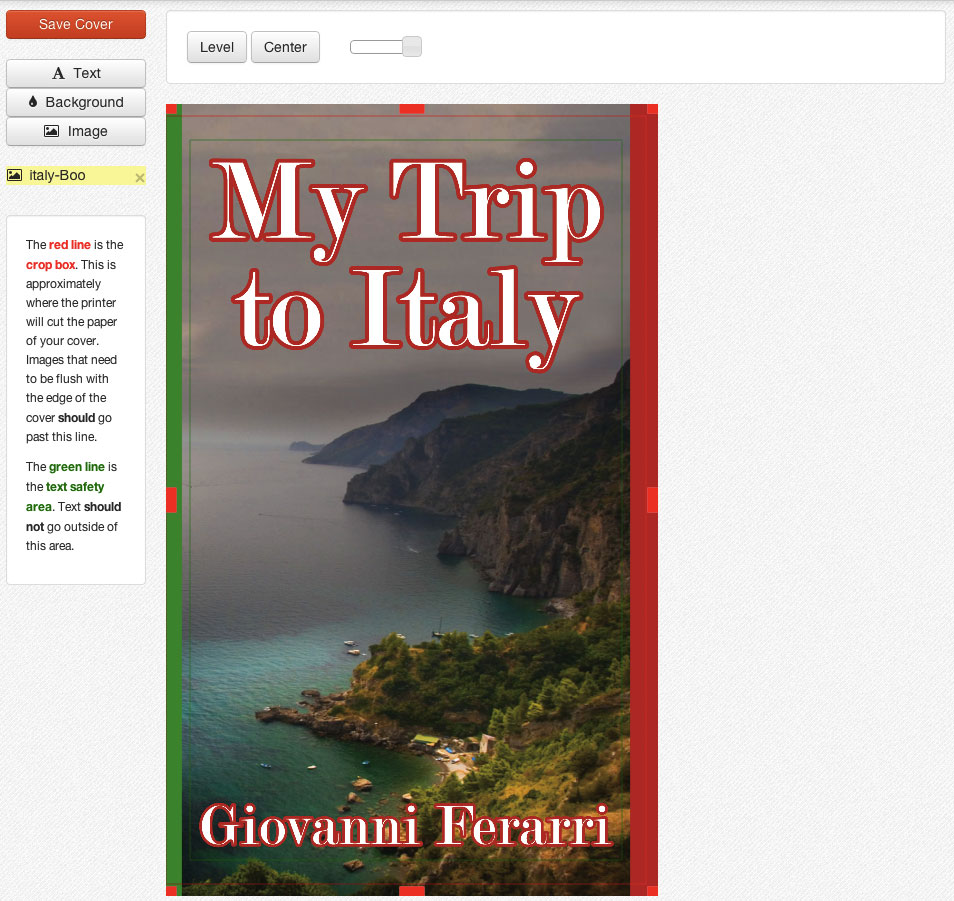 Save Cover
Level
Center
Text
Background
Image
italy-Boo
The red line is the
crop box. This is
approximately
where the printer
will cut the paper
of your cover.
Images that need
to be flush with
the edge of the
cover should go
past this line.
The green line is
the text safety
area. Text should
not go outside of
this area.
My Trip
to Italy
Giovanni Ferarri